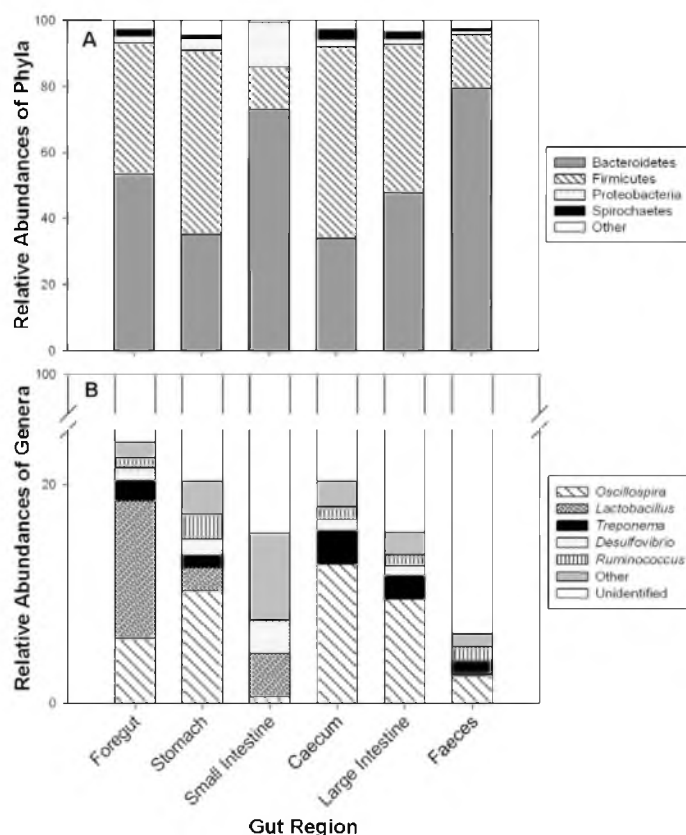 A
Relative Abundances of Phyla
100
80
60
40
20
0
Bacteroidetes
Firmicutes
Proteobacteria
Spirochaetes
Other
B
Relative Abundances of Genera
100
20
0
Oscillospira
Lactobacillus
Treponema
Desulfovibrio
Ruminococcus
Other
Unidentified
Foregut
Stomach
Small Intestine
Caecum
Large Intestine
Faeces
Gut Region